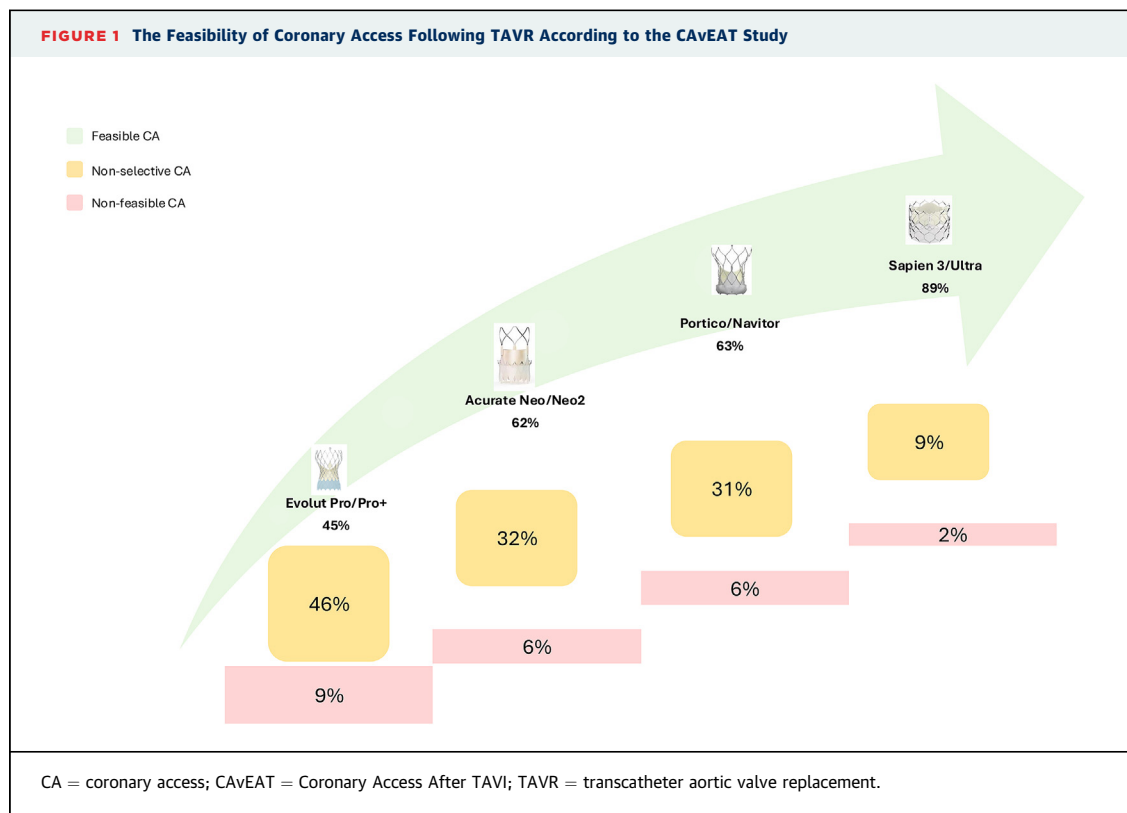 FIGURE 1 The Feasibility of Coronary Access Following TAVR According to the CAvEAT Study
Feasible CA
Non-selective CA
Non-feasible CA
Sapien 3/Ultra
89%
Portico/Navitor
63%
Acurate Neo/Neo2
62%
Evolut Pro/Pro+
45%
9%
31%
32%
46%
2%
6%
6%
9%
CA = coronary access; CAvEAT = Coronary Access After TAVI; TAVR = transcatheter aortic valve replacement.